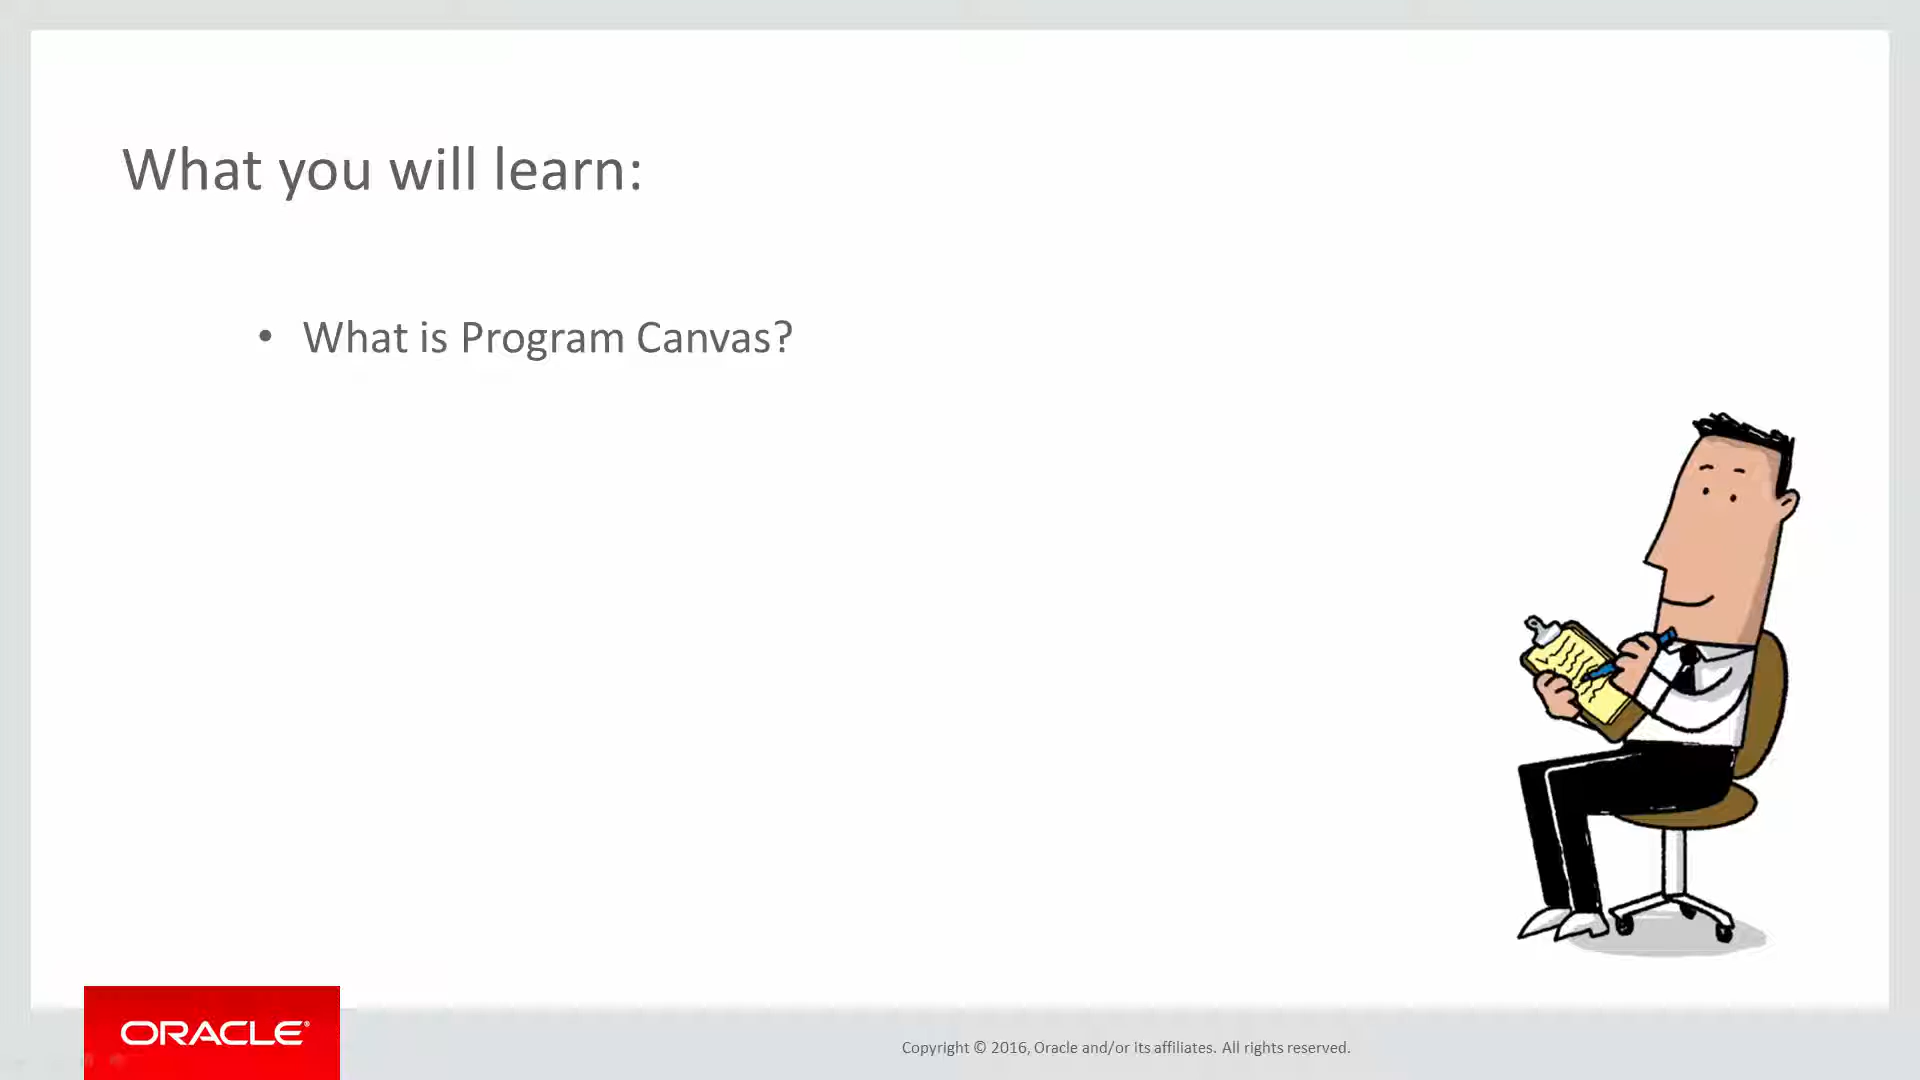 What you will learn:
• What is Program Canvas?
ORACLE®
Copyright © 2016, Oracle and/or its affiliates. All rights reserved.